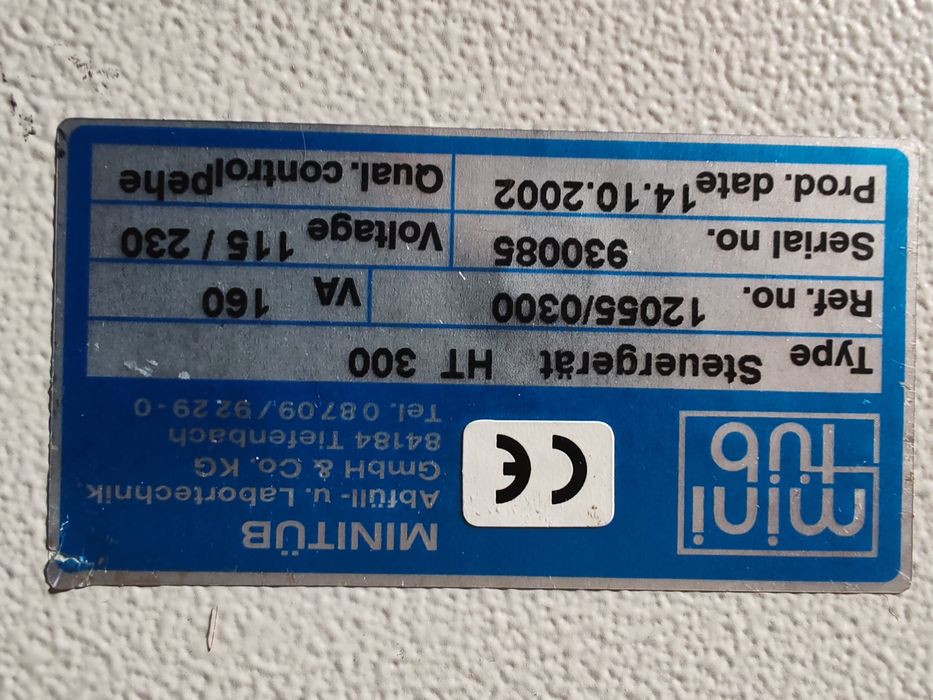 mini
tüb
MINITÜB
Abfüll- u. Labortechnik
GmbH & Co. KG
84184 Tiefenbach
Tel. 0 87 09 / 92 29 - 0
CE
Type Steuergerät HT 300
Ref. no. 12055/0300 VA 160
Serial no. 930085 Voltage 115 / 230
Prod. date 14.10.2002 Qual. control pehe